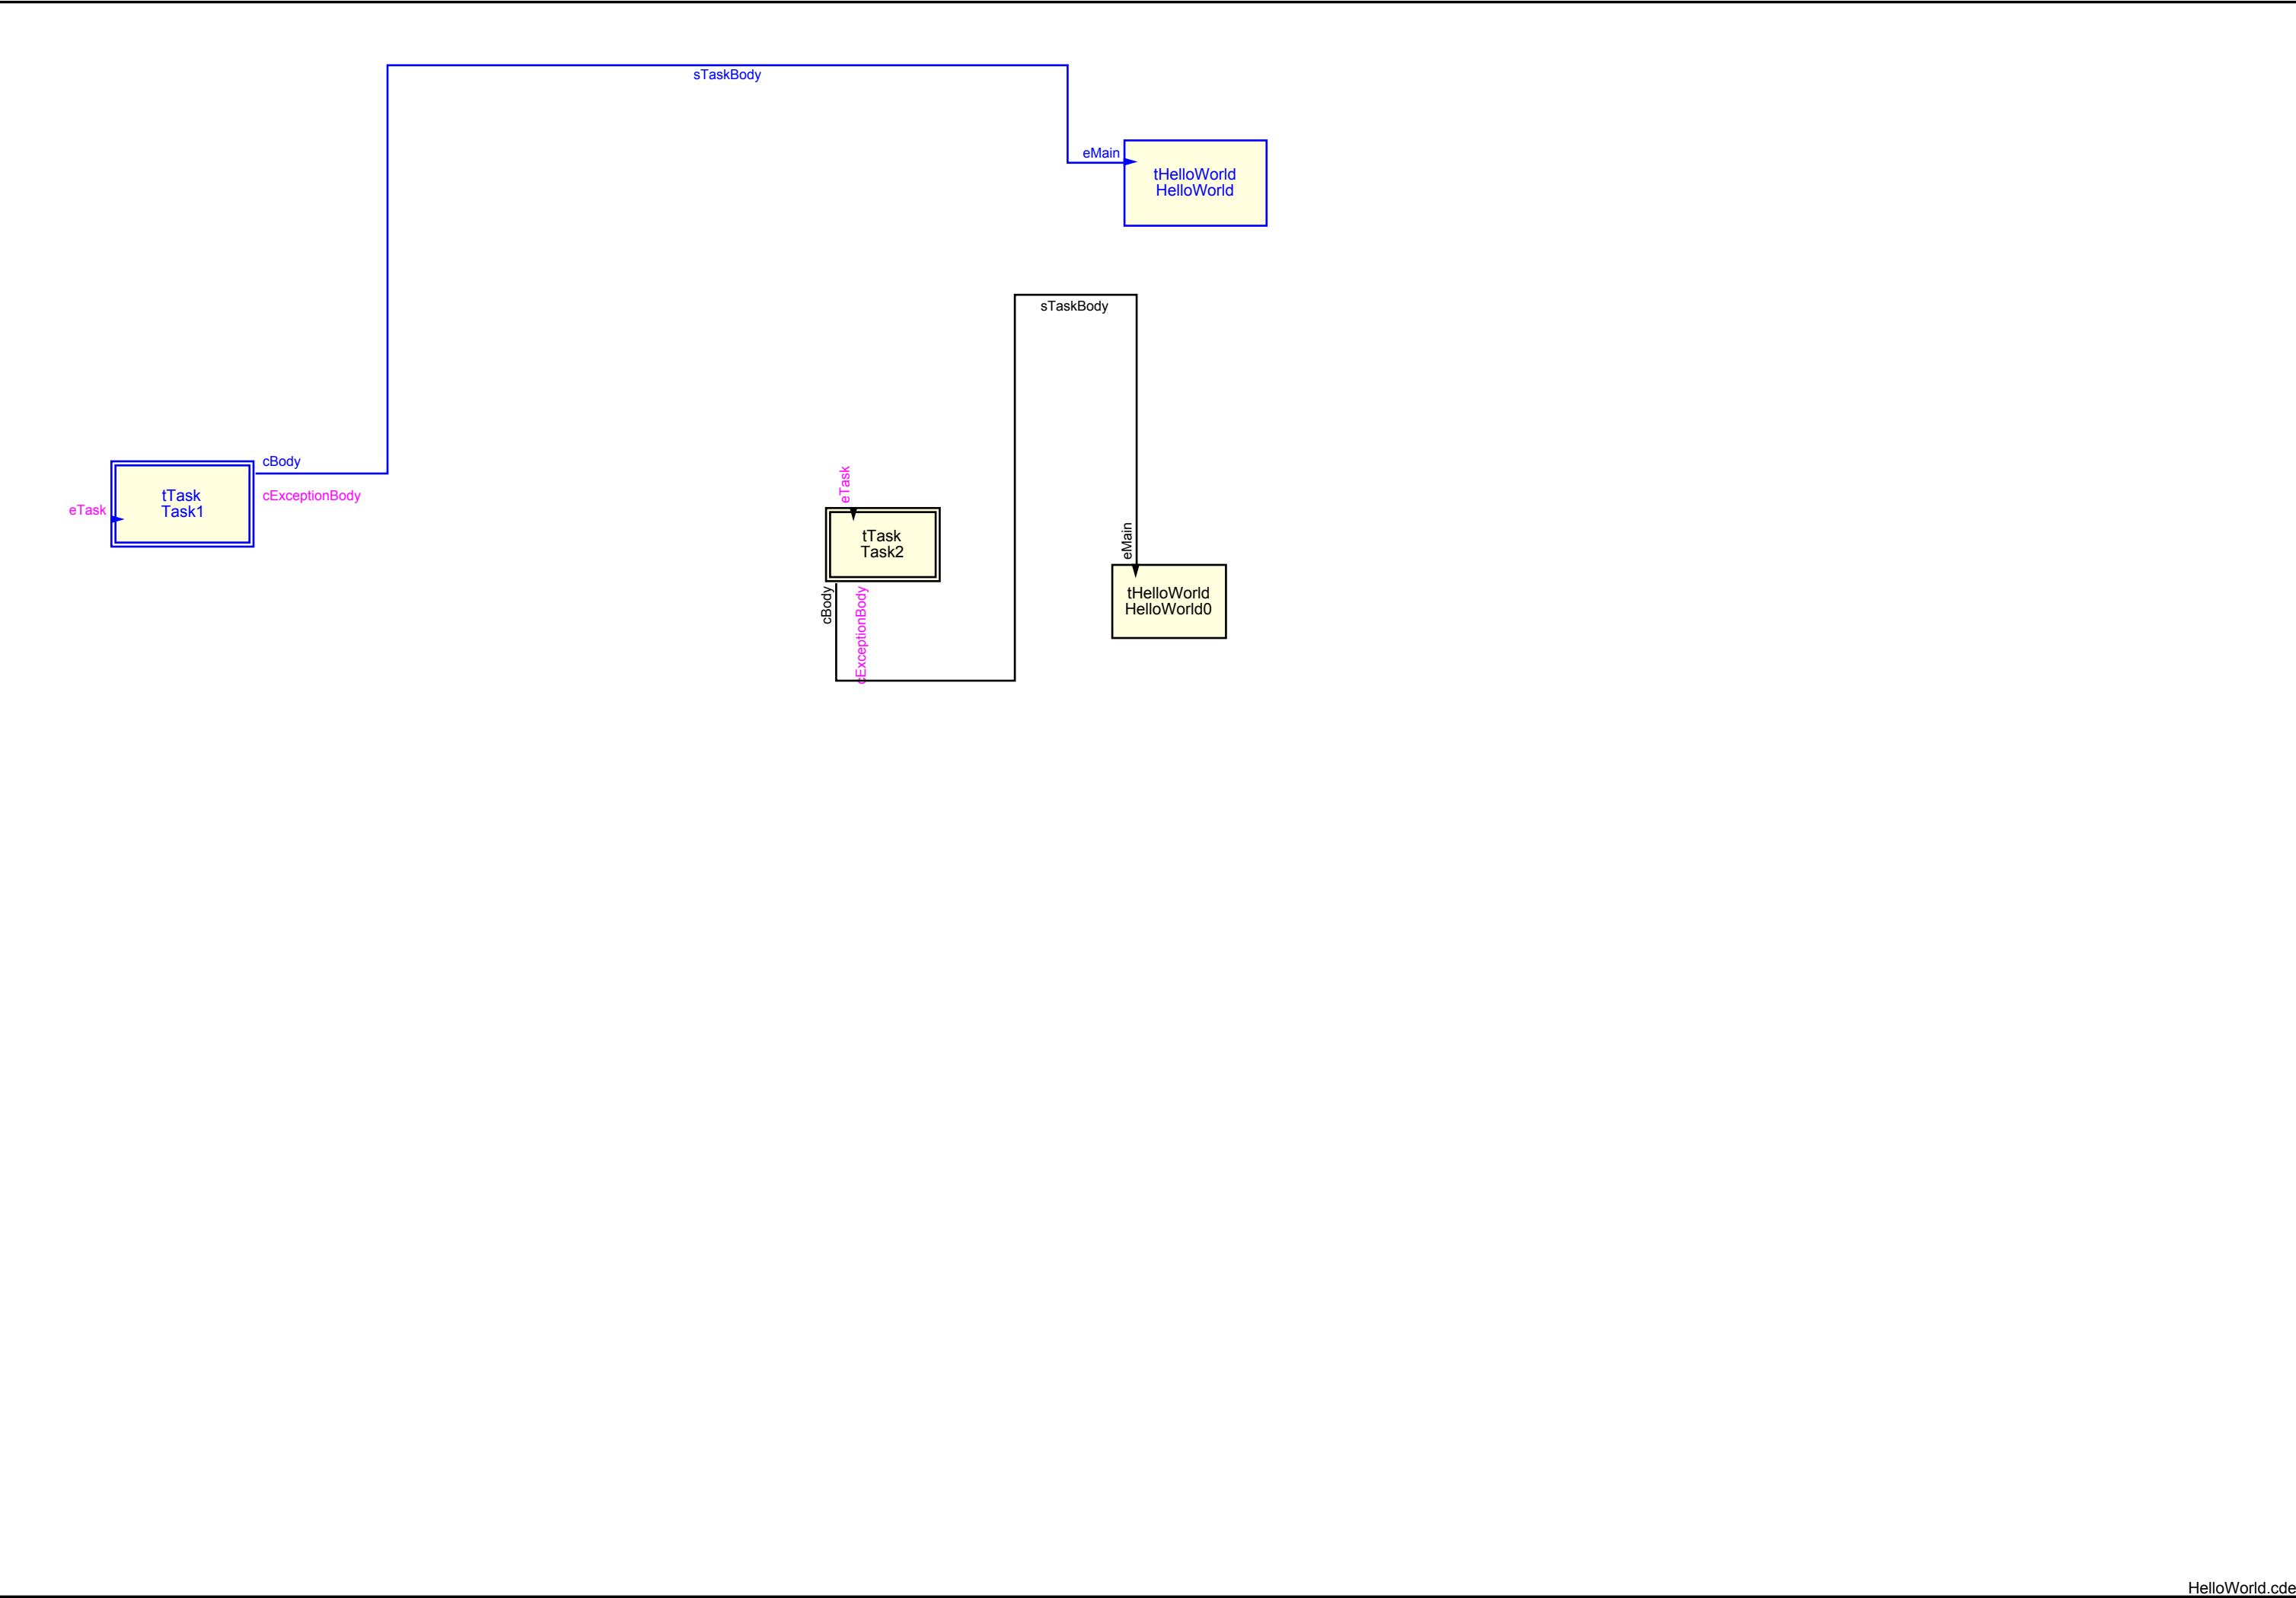 sTaskBody
eMain
tHelloWorld
HelloWorld
sTaskBody
cBody
cExceptionBody
tTask
Task1
eTask
eTask
tTask
Task2
cBody
cExceptionBody
eMain
tHelloWorld
HelloWorld0
HelloWorld.cde